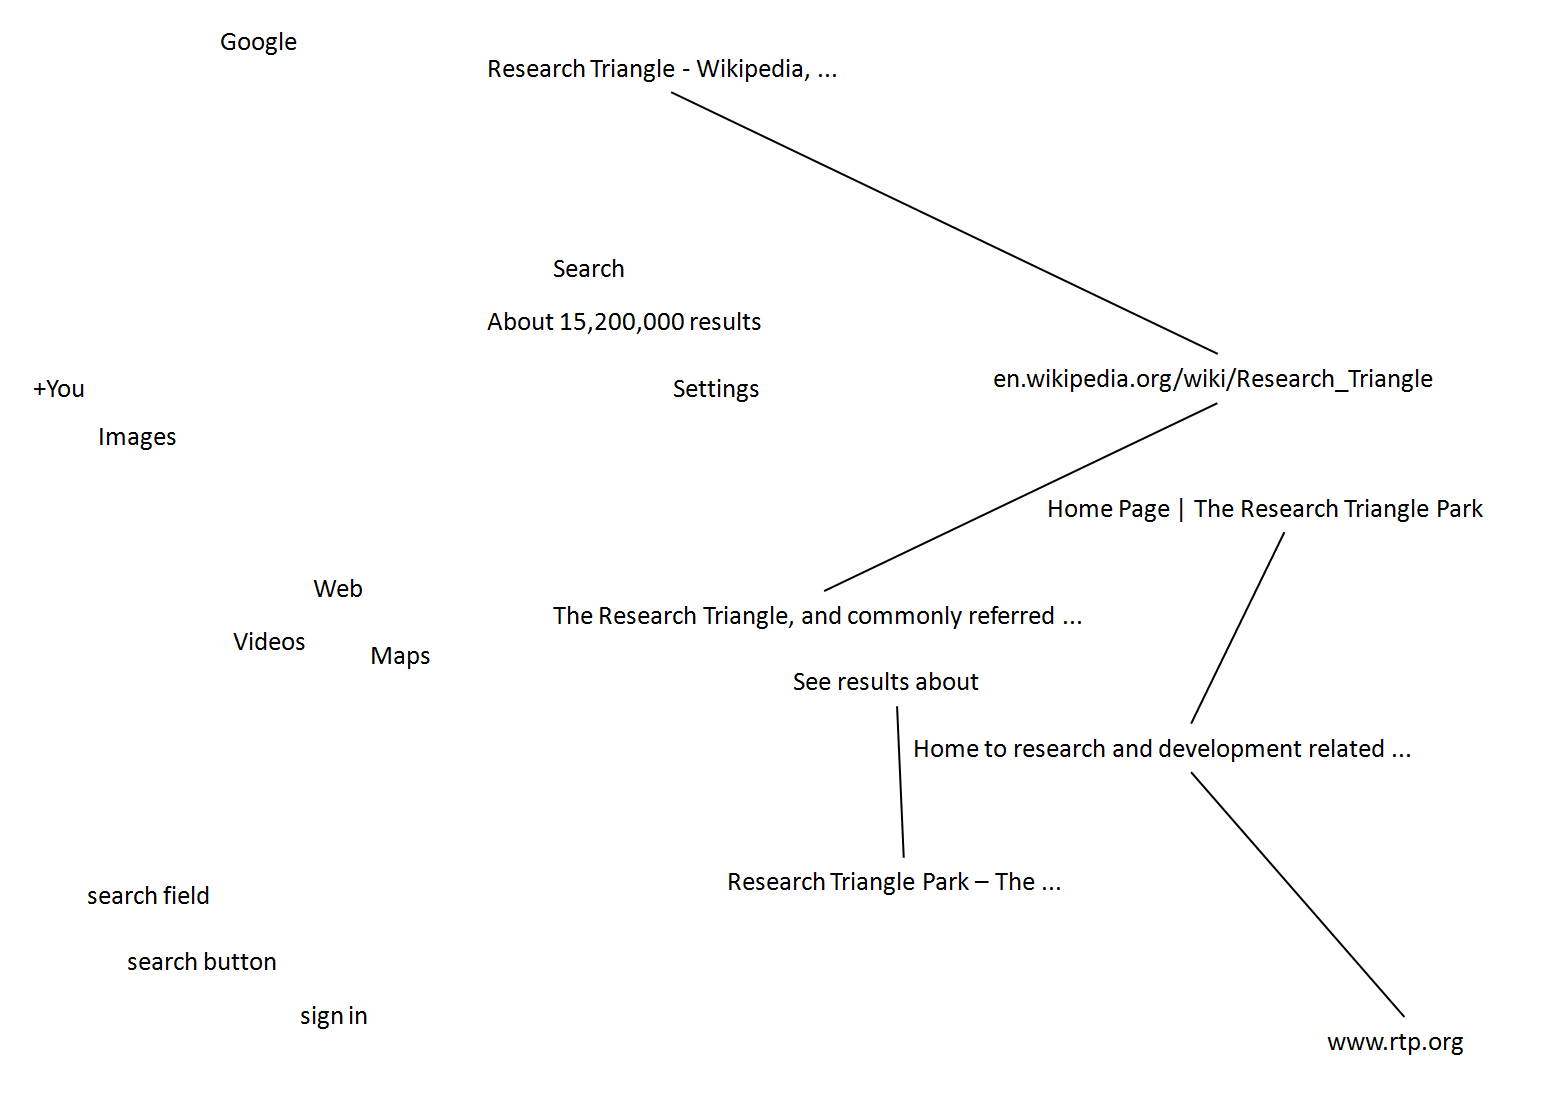 Google
Research Triangle - Wikipedia, ...
Search
About 15,200,000 results
+You
Settings
en.wikipedia.org/wiki/Research_Triangle
Images
Home Page | The Research Triangle Park
Web
The Research Triangle, and commonly referred ...
Videos
Maps
See results about
Home to research and development related ...
Research Triangle Park – The ...
search field
search button
sign in
www.rtp.org